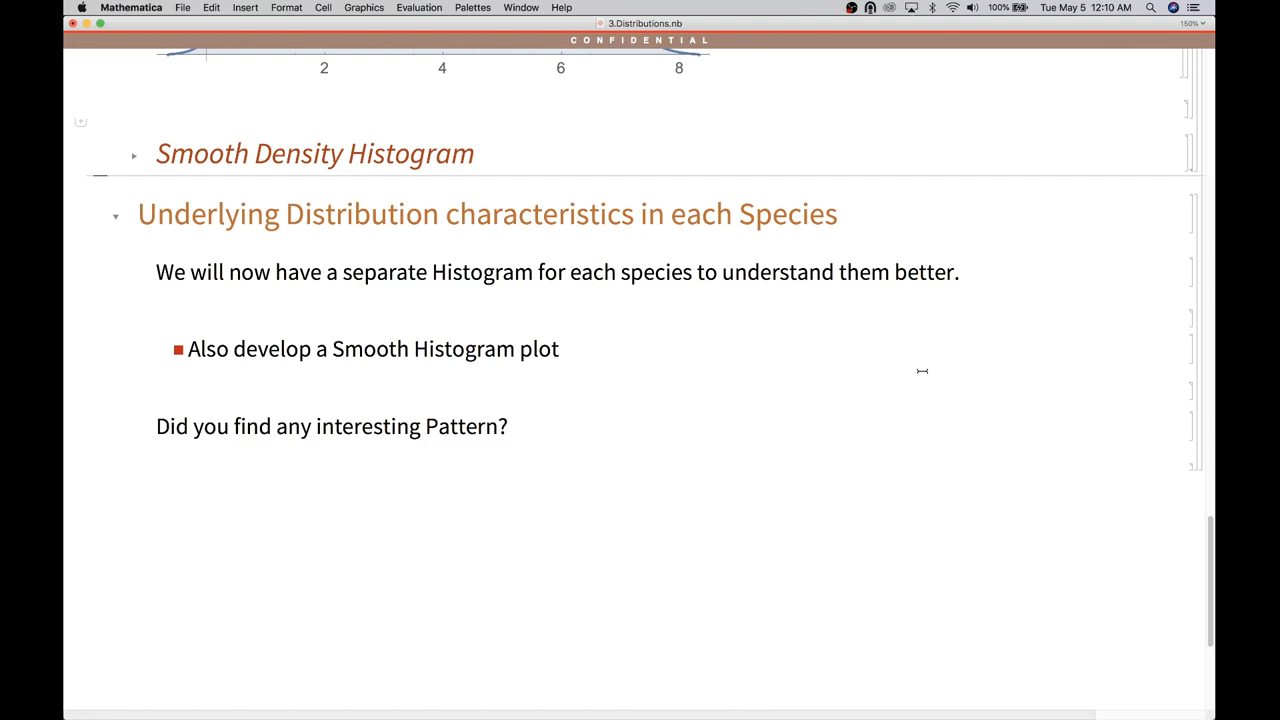 Mathematica File Edit Insert Format Cell Graphics Evaluation Palettes Window Help 100% Tue May 5 12:10 AM
3.Distributions.nb 150%
CONFIDENTIAL
2 4 6 8
Smooth Density Histogram
Underlying Distribution characteristics in each Species
We will now have a separate Histogram for each species to understand them better.
Also develop a Smooth Histogram plot
Did you find any interesting Pattern?